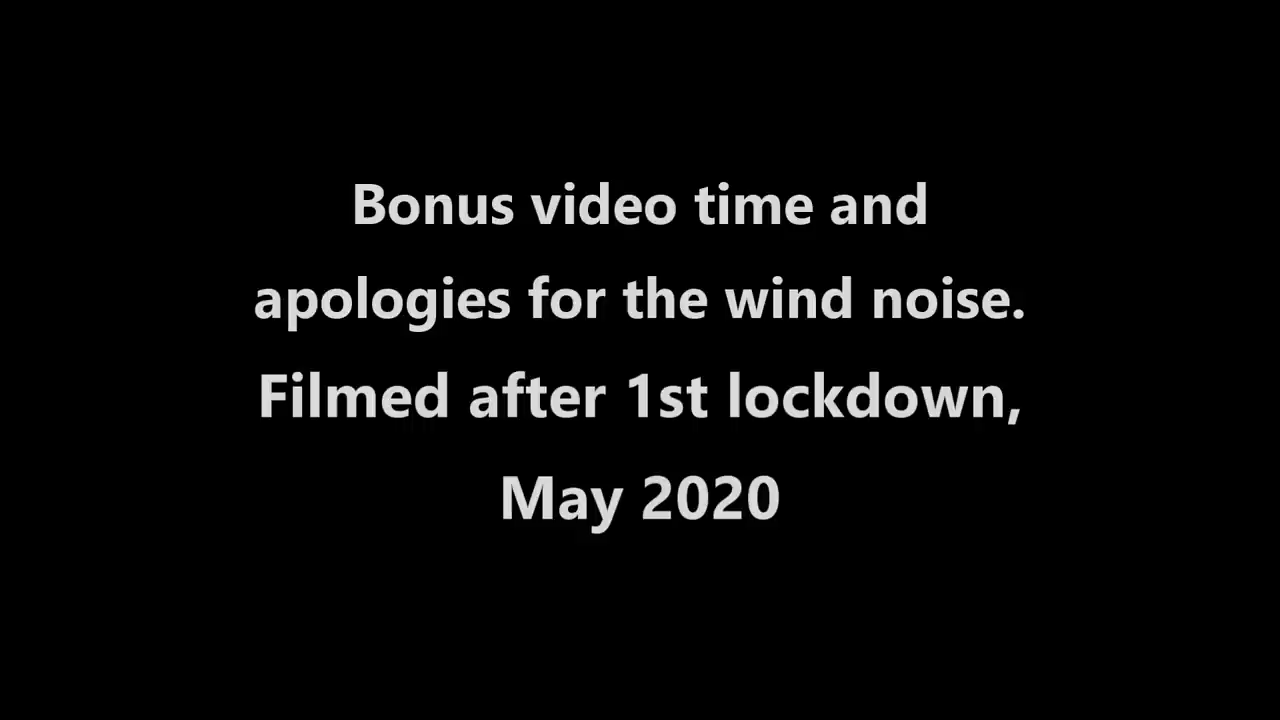 Bonus video time and
apologies for the wind noise.
Filmed after 1st lockdown,
May 2020